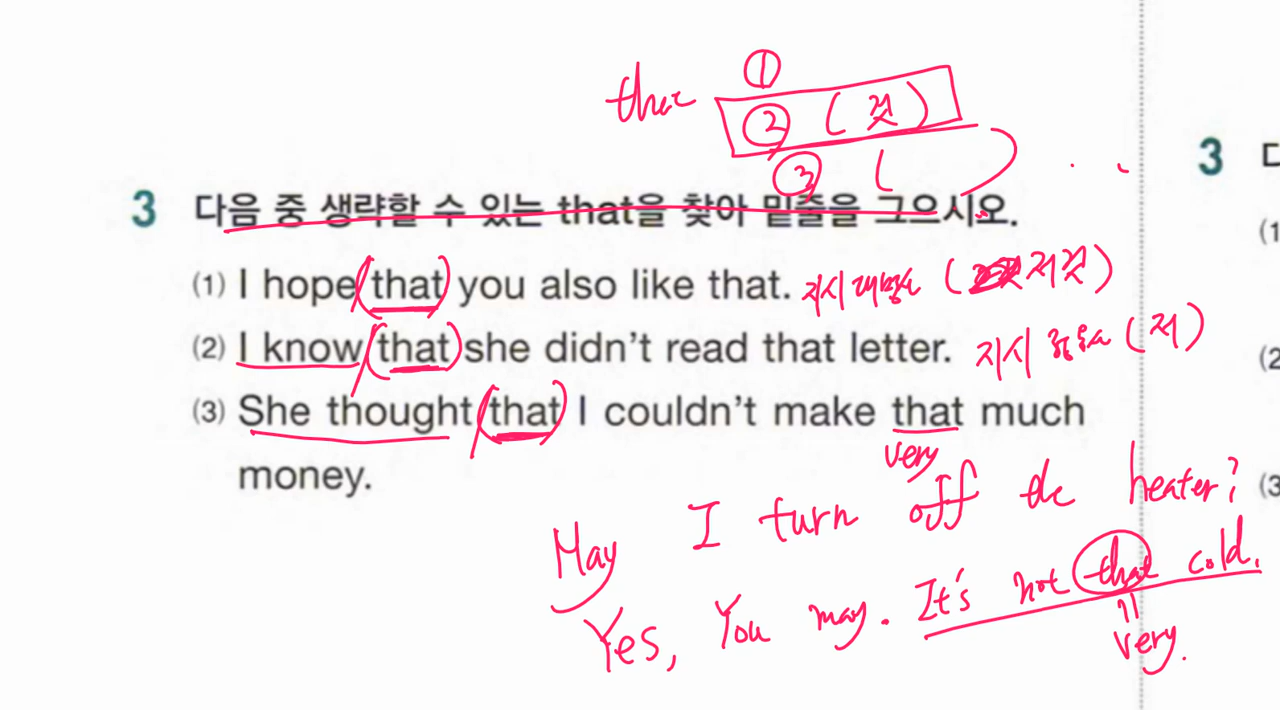 that ①
② (것)
③ ( )
3 다음 중 생략할 수 있는 that을 찾아 밑줄을 그으시오.
(1) I hope (that) you also like that. 지시대명사 (저것)
(2) I know (that) she didn't read that letter. 지시형용사 (저)
(3) She thought (that) I couldn't make that much
very
money.
May I turn off the heater?
Yes, You may. It's not that cold.
very.
3
(1
(2
(3